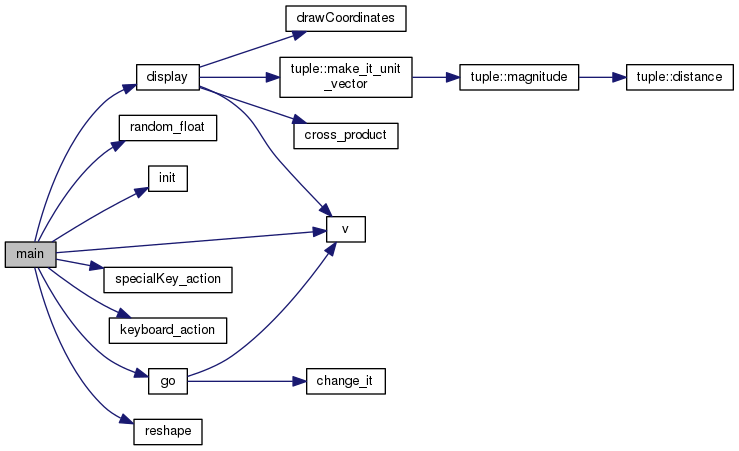 drawCoordinates
display
tuple::make_it_unit
_vector
tuple::magnitude
tuple::distance
random_float
cross_product
init
v
main
specialKey_action
keyboard_action
go
change_it
reshape